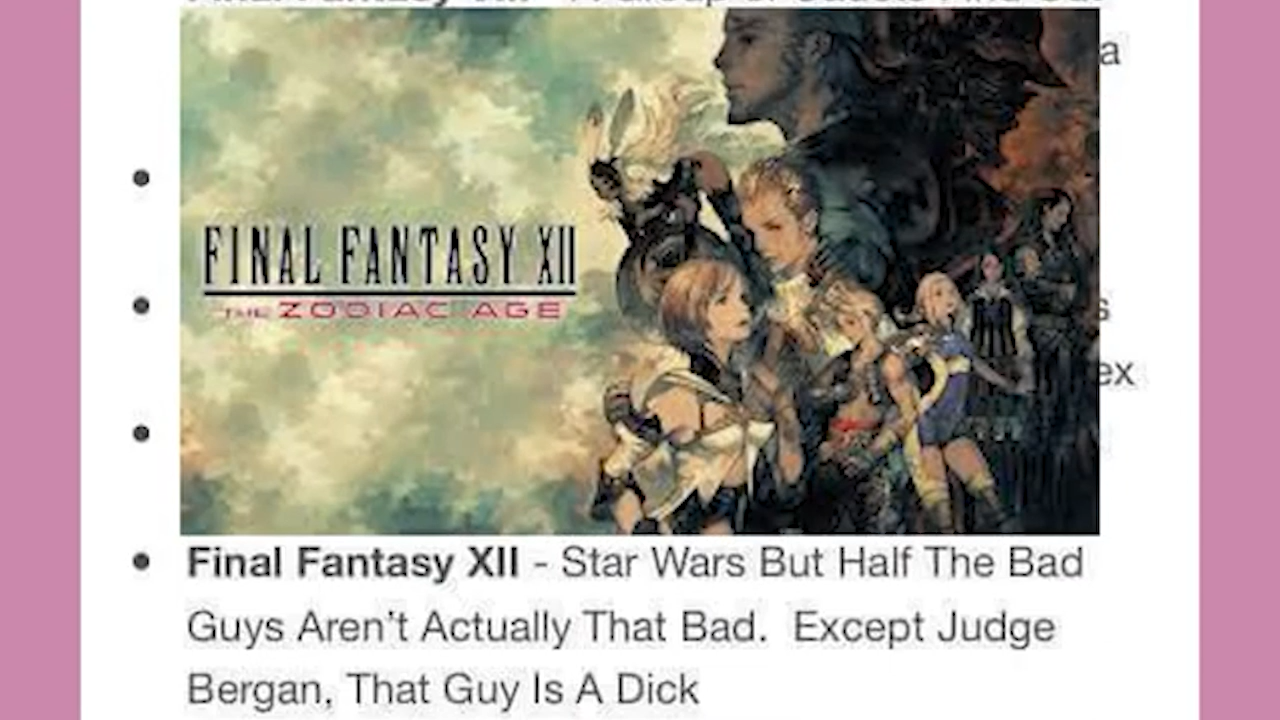 a
FINAL FANTASY XII
THE ZODIAC AGE
s
ex
Final Fantasy XII - Star Wars But Half The Bad
Guys Aren't Actually That Bad.  Except Judge
Bergan, That Guy Is A Dick